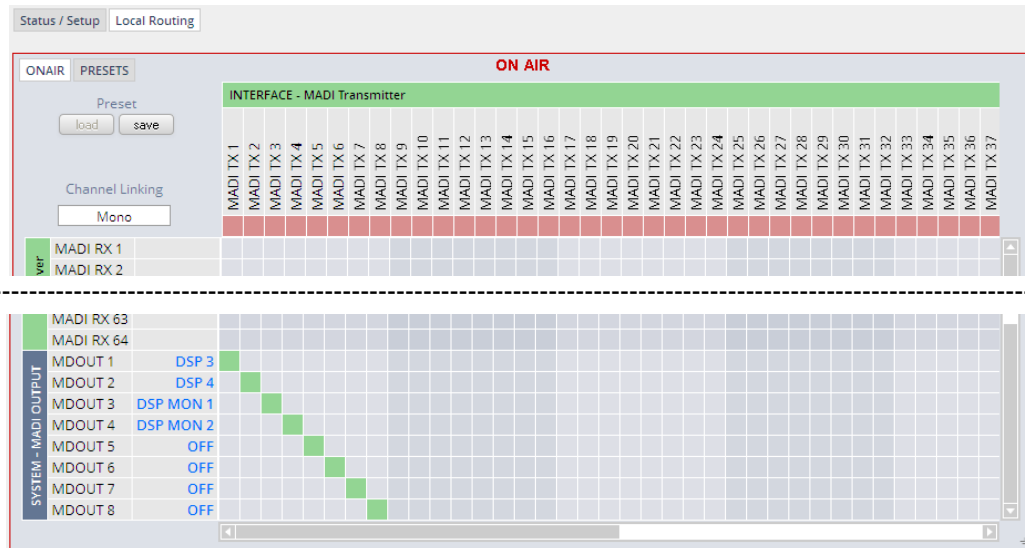 Status / Setup Local Routing
ON AIR
ONAIR PRESETS
INTERFACE - MADI Transmitter
Preset
load save
Channel Linking
Mono
MADI TX 1
MADI TX 2
MADI TX 3
MADI TX 4
MADI TX 5
MADI TX 6
MADI TX 7
MADI TX 8
MADI TX 9
MADI TX 10
MADI TX 11
MADI TX 12
MADI TX 13
MADI TX 14
MADI TX 15
MADI TX 16
MADI TX 17
MADI TX 18
MADI TX 19
MADI TX 20
MADI TX 21
MADI TX 22
MADI TX 23
MADI TX 24
MADI TX 25
MADI TX 26
MADI TX 27
MADI TX 28
MADI TX 29
MADI TX 30
MADI TX 31
MADI TX 32
MADI TX 33
MADI TX 34
MADI TX 35
MADI TX 36
MADI TX 37
MADI RX 1
MADI RX 2
MADI RX 63
MADI RX 64
SYSTEM - MADI OUTPUT
MDOUT 1 DSP 3
MDOUT 2 DSP 4
MDOUT 3 DSP MON 1
MDOUT 4 DSP MON 2
MDOUT 5 OFF
MDOUT 6 OFF
MDOUT 7 OFF
MDOUT 8 OFF